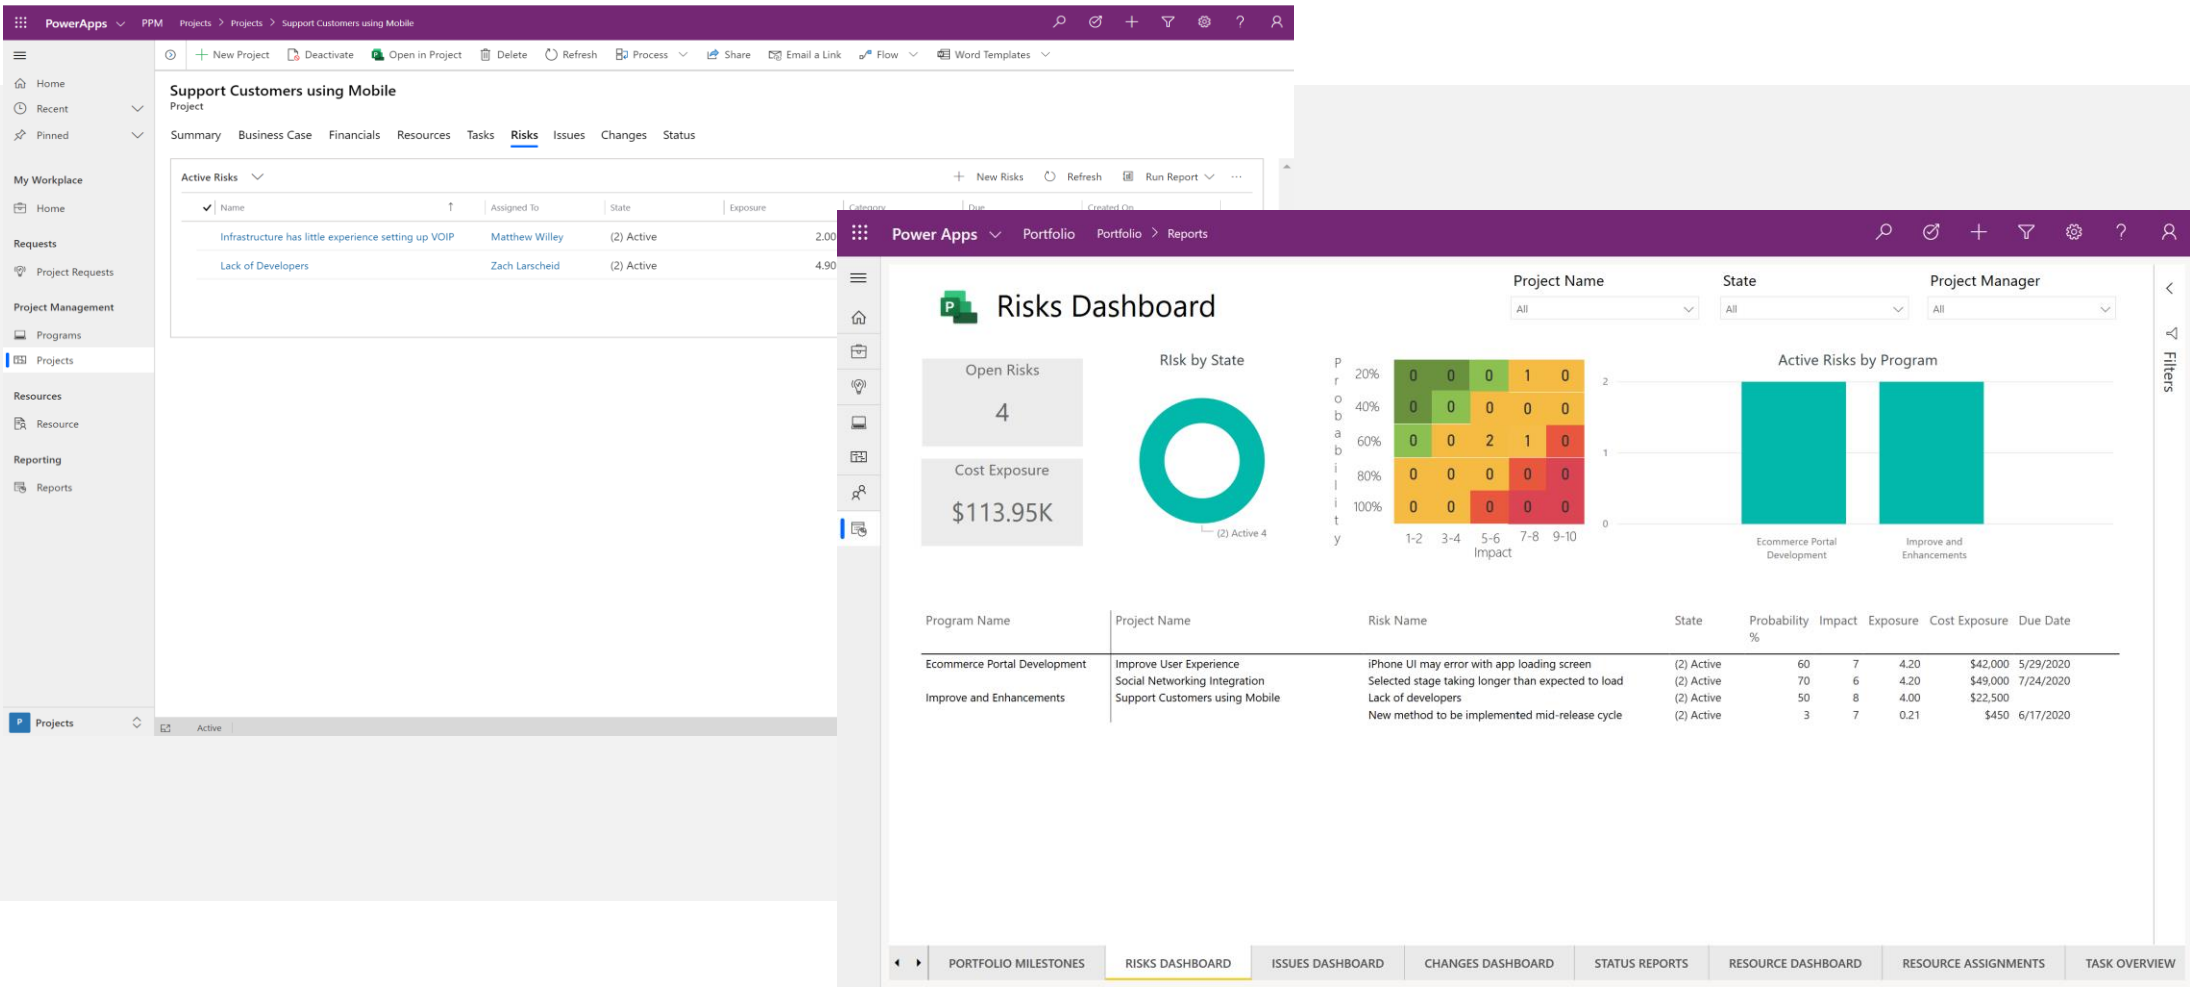 PowerApps PPM Projects > Projects > Support Customers using Mobile
New Project Deactivate Open in Project Delete Refresh Process Share Email a Link Flow Word Templates
Home
Recent
Pinned
My Workplace
Home
Requests
Project Requests
Project Management
Programs
Projects
Resources
Resource
Reporting
Reports
P Projects
Support Customers using Mobile
Project
Summary Business Case Financials Resources Tasks Risks Issues Changes Status
Active Risks New Risks Refresh Run Report ...
Name Assigned To State Exposure Category Due Created On
Infrastructure has little experience setting up VOIP Matthew Willey (2) Active 2.00
Lack of Developers Zach Larscheid (2) Active 4.90
Active
Power Apps Portfolio Portfolio > Reports
P Risks Dashboard
Project Name State Project Manager
All All All
Filters
Open Risks
4
Cost Exposure
$113.95K
RIsk by State
(2) Active 4
Probability
20% 0 0 0 1 0
40% 0 0 0 0 0
60% 0 0 2 1 0
80% 0 0 0 0 0
100% 0 0 0 0 0
1-2 3-4 5-6 7-8 9-10
Impact
Active Risks by Program
2
1
0
Ecommerce Portal
Development
Improve and
Enhancements
Program Name Project Name Risk Name State Probability Impact Exposure Cost Exposure Due Date
%
Ecommerce Portal Development Improve User Experience iPhone UI may error with app loading screen (2) Active 60 7 4.20 $42,000 5/29/2020
Social Networking Integration Selected stage taking longer than expected to load (2) Active 70 6 4.20 $49,000 7/24/2020
Improve and Enhancements Support Customers using Mobile Lack of developers (2) Active 50 8 4.00 $22,500
New method to be implemented mid-release cycle (2) Active 3 7 0.21 $450 6/17/2020
PORTFOLIO MILESTONES RISKS DASHBOARD ISSUES DASHBOARD CHANGES DASHBOARD STATUS REPORTS RESOURCE DASHBOARD RESOURCE ASSIGNMENTS TASK OVERVIEW